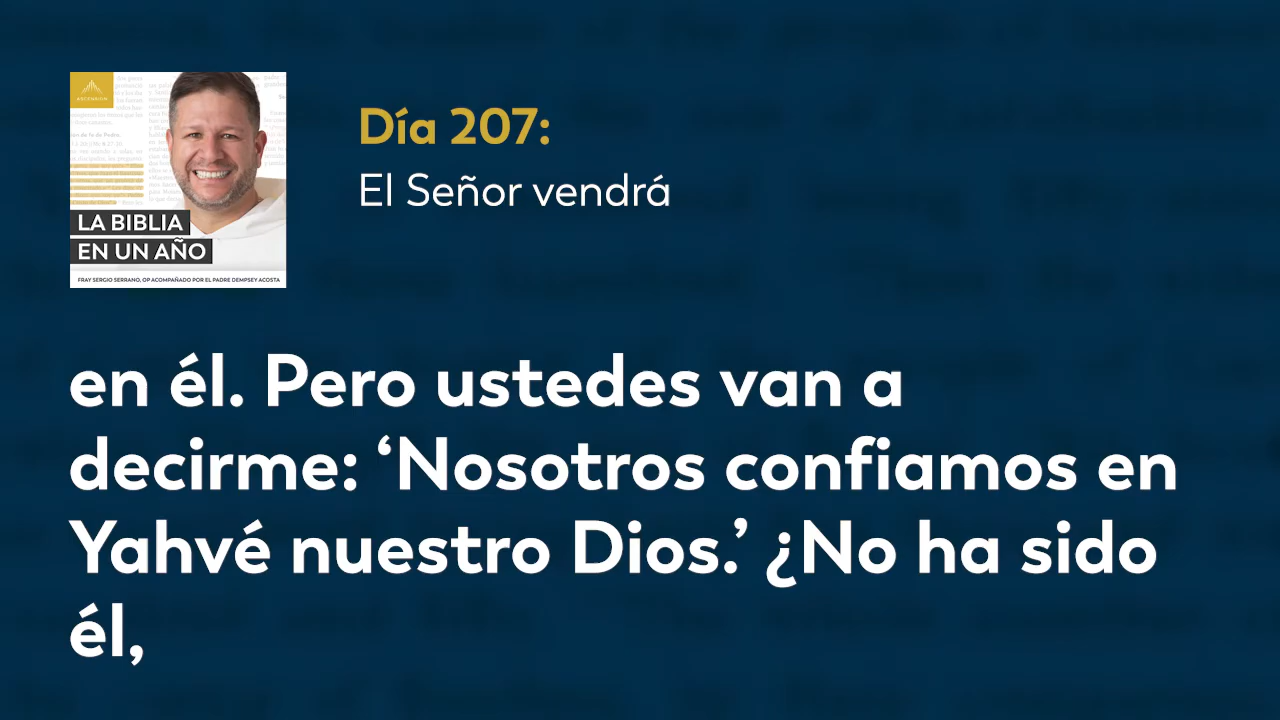 ASCENSION
LA BIBLIA
EN UN AÑO
FRAY SERGIO SERRANO, OP ACOMPAÑADO POR EL PADRE DEMPSEY ACOSTA
Día 207:
El Señor vendrá
en él. Pero ustedes van a
decirme: ‘Nosotros confiamos en
Yahvé nuestro Dios.’ ¿No ha sido
él,